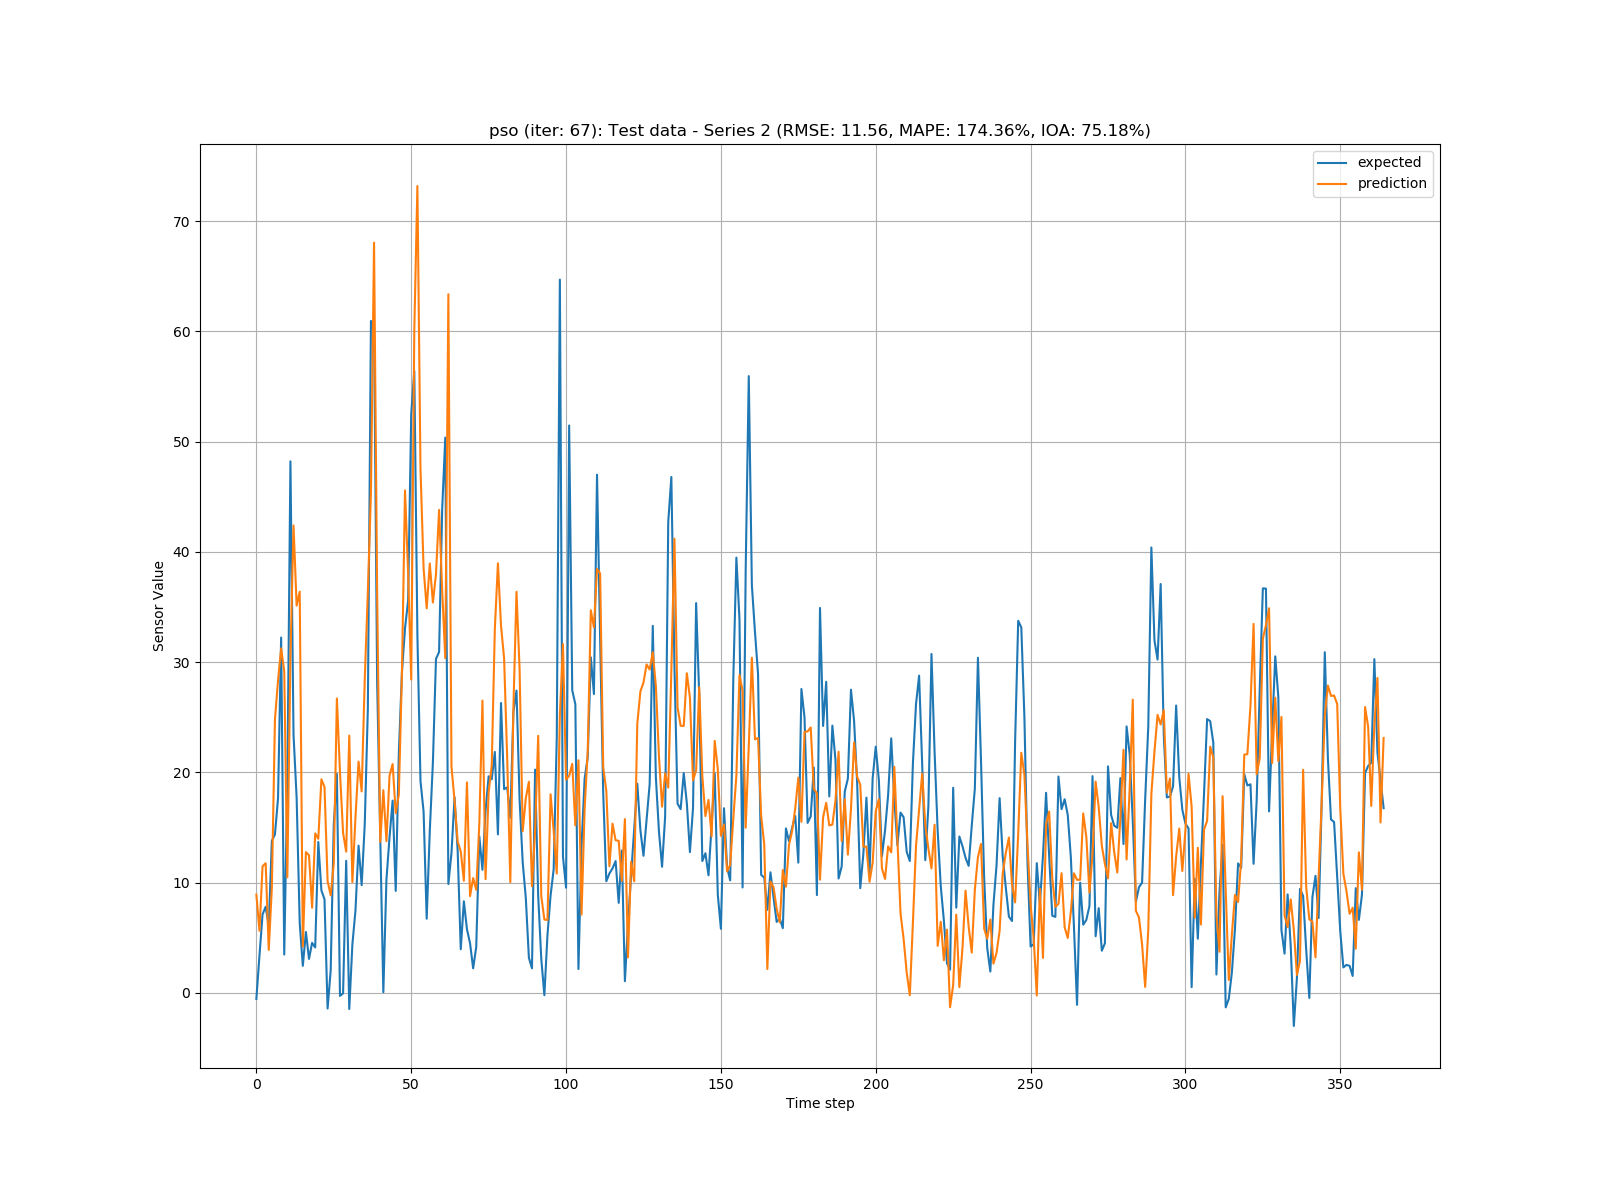 pso (iter: 67): Test data - Series 2 (RMSE: 11.56, MAPE: 174.36%, IOA: 75.18%)
expected
prediction
70
60
50
40
30
20
10
0
Sensor Value
0 50 100 150 200 250 300 350
Time step